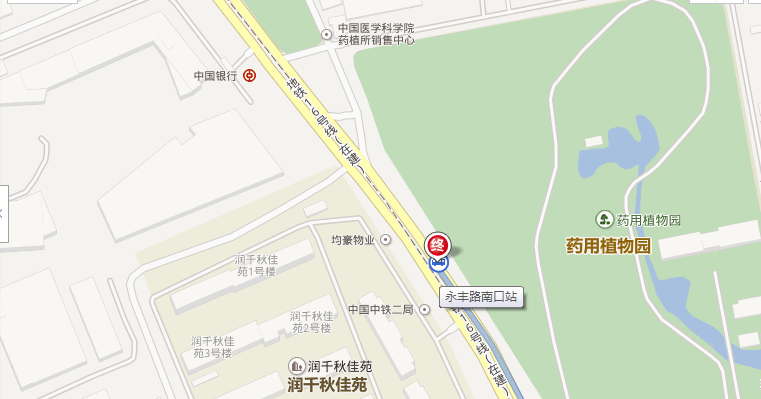 中国医学科学院
药植所销售中心
中国银行
地铁16号线(在建)
药用植物园
药用植物园
均豪物业
终
永丰路南口站
润千秋佳
苑1号楼
中国中铁二局
润千秋佳
苑2号楼
润千秋佳
苑3号楼
铁16号线(在建)
润千秋佳苑
润千秋佳苑